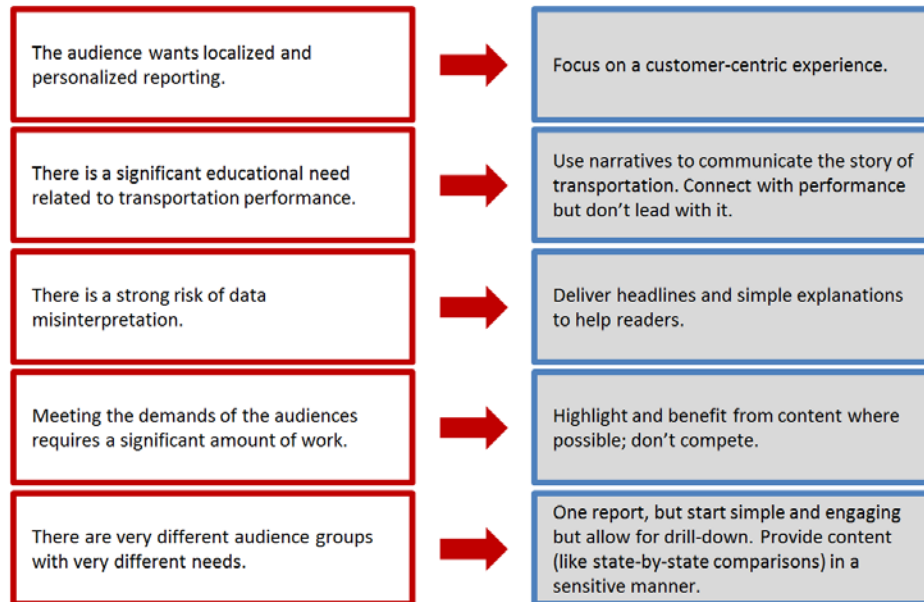 The audience wants localized and
personalized reporting.
Focus on a customer-centric experience.
There is a significant educational need
related to transportation performance.
Use narratives to communicate the story of
transportation. Connect with performance
but don’t lead with it.
There is a strong risk of data
misinterpretation.
Deliver headlines and simple explanations
to help readers.
Meeting the demands of the audiences
requires a significant amount of work.
Highlight and benefit from content where
possible; don’t compete.
There are very different audience groups
with very different needs.
One report, but start simple and engaging
but allow for drill-down. Provide content
(like state-by-state comparisons) in a
sensitive manner.